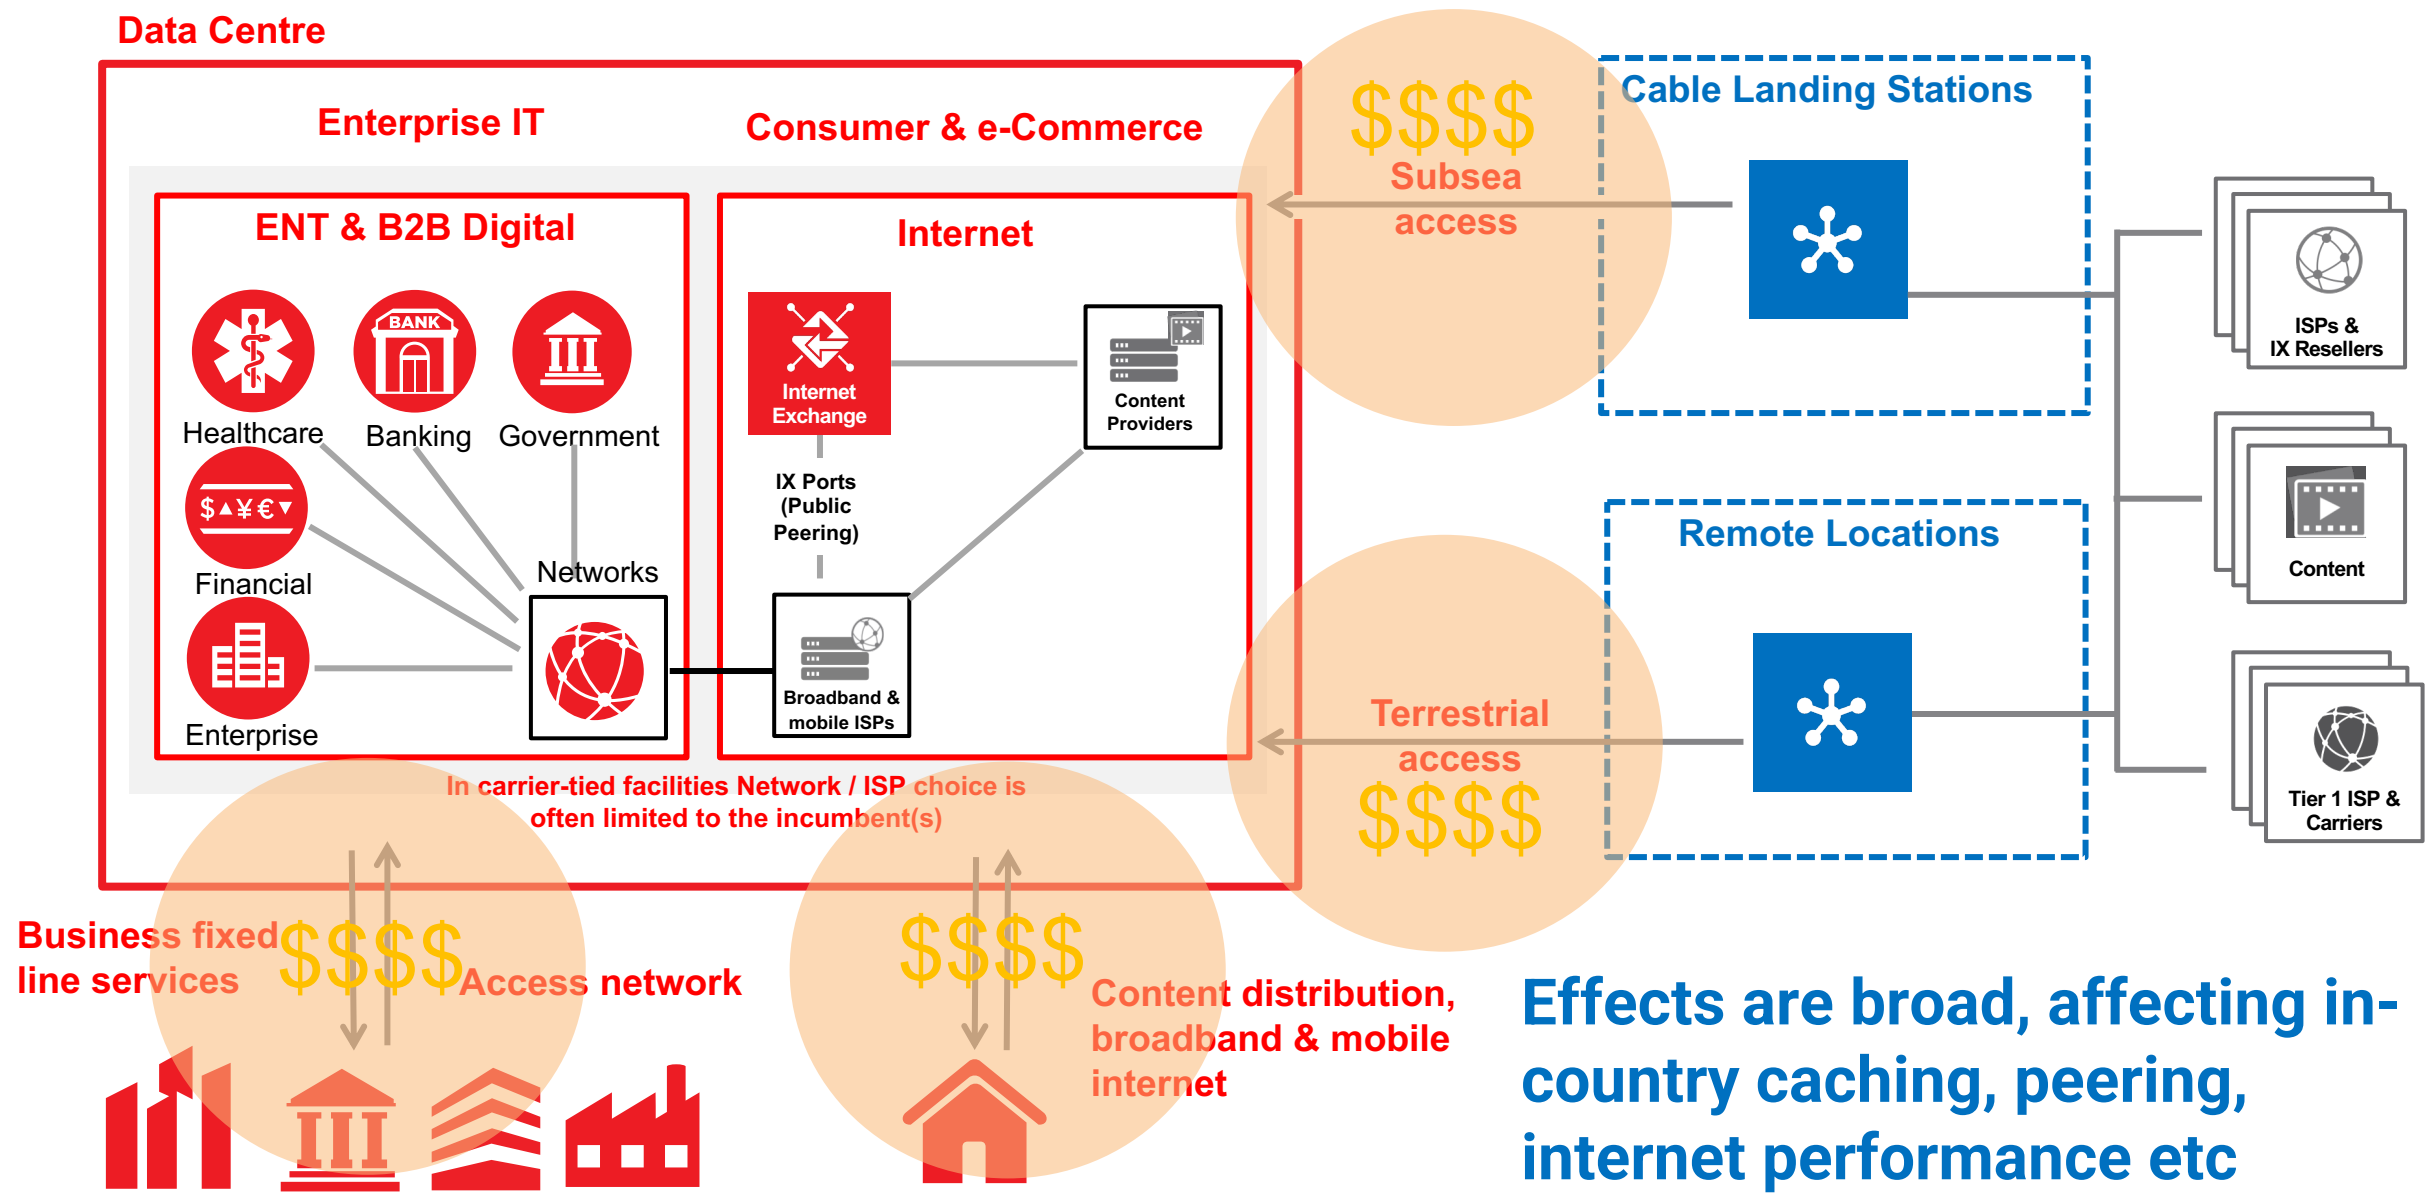 Data Centre
Enterprise IT
Consumer & e-Commerce
ENT & B2B Digital
Internet
BANK
Healthcare
Banking
Government
$▲¥€▼
Financial
Enterprise
Networks
Internet
Exchange
Content
Providers
IX Ports
(Public
Peering)
Broadband &
mobile ISPs
In carrier-tied facilities Network / ISP choice is
often limited to the incumbent(s)
$$$$
Subsea
access
Cable Landing Stations
Terrestrial
access
$$$$
Remote Locations
ISPs &
IX Resellers
Content
Tier 1 ISP &
Carriers
Business fixed
line services
$$$$
Access network
$$$$
Content distribution,
broadband & mobile
internet
Effects are broad, affecting in-
country caching, peering,
internet performance etc